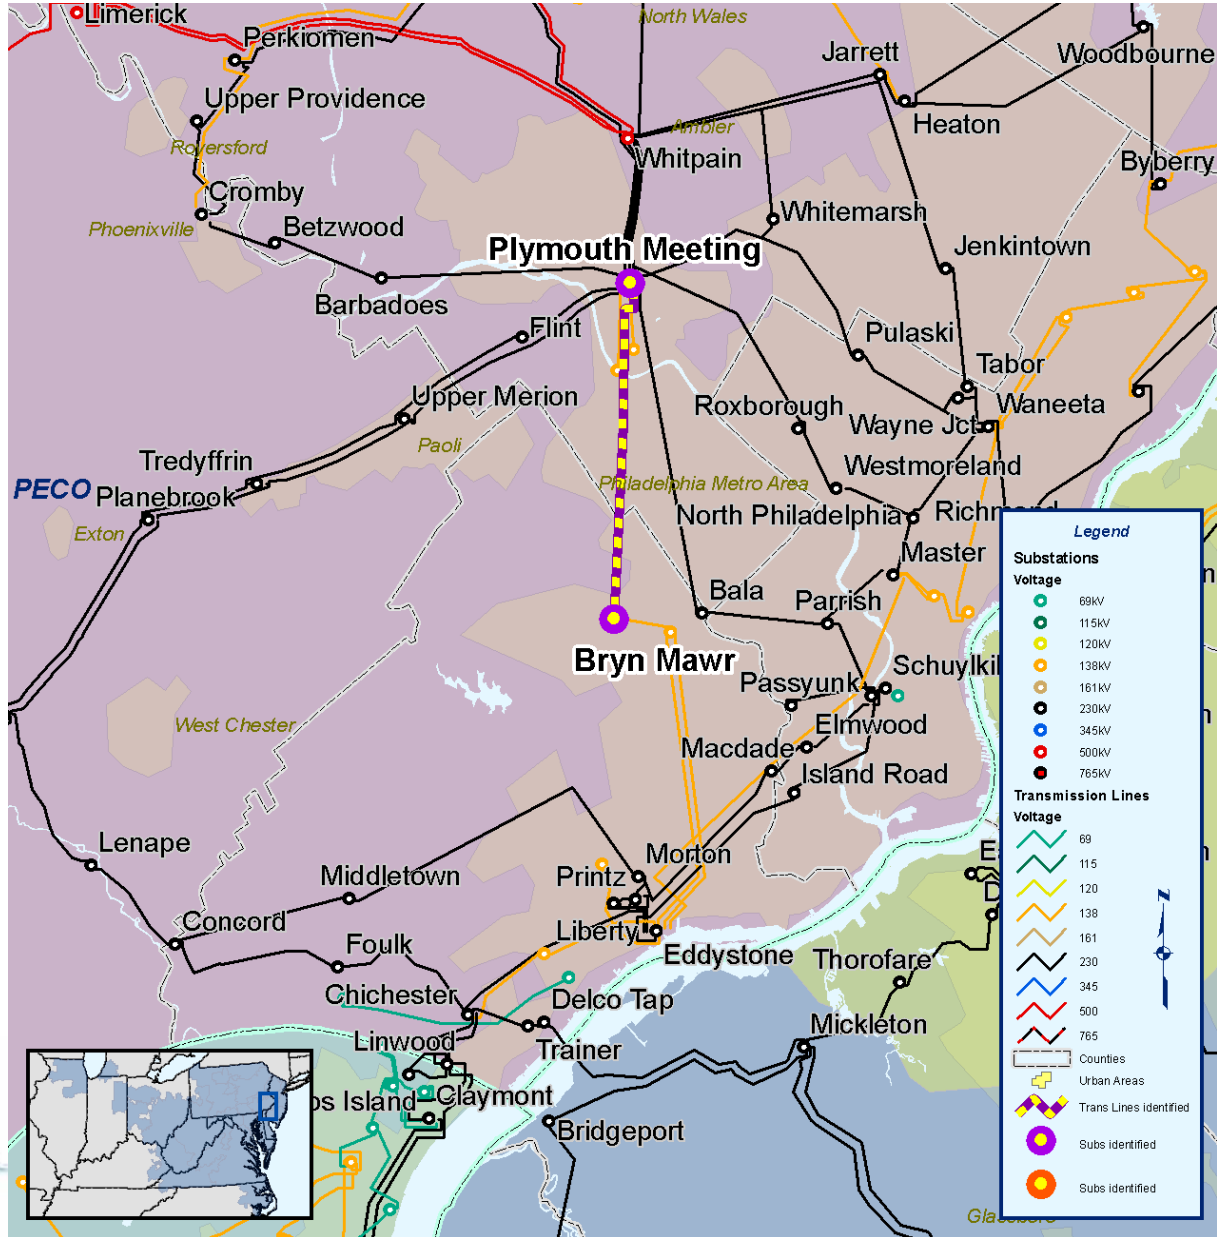 Limerick
North Wales
Perkiomen
Jarrett
Woodbourne
Upper Providence
Heaton
Ambler
Royersford
Whitpain
Byberry
Cromby
Phoenixville
Betzwood
Whitemarsh
Plymouth Meeting
Jenkintown
Barbadoes
Flint
Pulaski
Tabor
Upper Merion
Roxborough
Waneeta
Wayne Jct
Paoli
Tredyffrin
Westmoreland
PECO
Planebrook
Philadelphia Metro Area
North Philadelphia
Exton
Master
Bala
Parrish
Bryn Mawr
Passyunk
West Chester
Elmwood
Macdade
Island Road
Lenape
Middletown
Morton
Printz
Concord
Foulk
Liberty
Eddystone
Thorofare
Chichester
Delco Tap
Mickleton
Linwood
Trainer
Claymont
Bridgeport
Legend
Substations
Voltage
69kV
115kV
120kV
138kV
161kV
230kV
345kV
500kV
765kV
Transmission Lines
Voltage
69
115
120
138
161
230
345
500
765
Counties
Urban Areas
Trans Lines identified
Subs identified
Subs identified
N